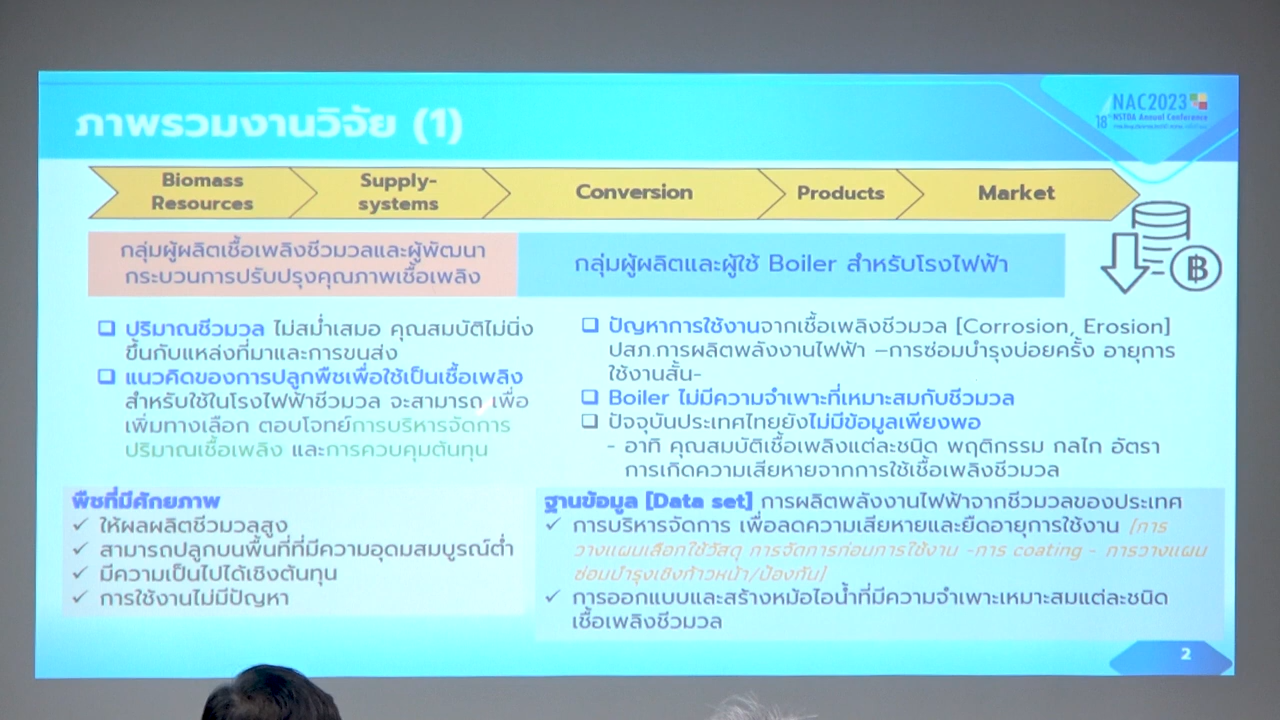 ภาพรวมงานวิจัย (1)
NAC2023
18
NSTDA Annual Conference
Biomass
Resources
Supply-
systems
Conversion
Products
Market
กลุ่มผู้ผลิตเชื้อเพลิงชีวมวลและผู้พัฒนา
กระบวนการปรับปรุงคุณภาพเชื้อเพลิง
กลุ่มผู้ผลิตและผู้ใช้ Boiler สำหรับโรงไฟฟ้า
฿
❑ ปริมาณชีวมวล ไม่สม่ำเสมอ คุณสมบัติไม่นิ่ง
ขึ้นกับแหล่งที่มาและการขนส่ง
❑ แนวคิดของการปลูกพืชเพื่อใช้เป็นเชื้อเพลิง
สำหรับใช้ในโรงไฟฟ้าชีวมวล จะสามารถ เพื่อ
เพิ่มทางเลือก ตอบโจทย์การบริหารจัดการ
ปริมาณเชื้อเพลิง และการควบคุมต้นทุน
❑ ปัญหาการใช้งานจากเชื้อเพลิงชีวมวล [Corrosion, Erosion]
ปสภ.การผลิตพลังงานไฟฟ้า –การซ่อมบำรุงบ่อยครั้ง อายุการ
ใช้งานสั้น-
❑ Boiler ไม่มีความจำเพาะที่เหมาะสมกับชีวมวล
❑ ปัจจุบันประเทศไทยยังไม่มีข้อมูลเพียงพอ
- อาทิ คุณสมบัติเชื้อเพลิงแต่ละชนิด พฤติกรรม กลไก อัตรา
การเกิดความเสียหายจากการใช้เชื้อเพลิงชีวมวล
พืชที่มีศักยภาพ
✓ ให้ผลผลิตชีวมวลสูง
✓ สามารถปลูกบนพื้นที่ที่มีความอุดมสมบูรณ์ต่ำ
✓ มีความเป็นไปได้เชิงต้นทุน
✓ การใช้งานไม่มีปัญหา
ฐานข้อมูล [Data set] การผลิตพลังงานไฟฟ้าจากชีวมวลของประเทศ
✓ การบริหารจัดการ เพื่อลดความเสียหายและยืดอายุการใช้งาน [การ
วางแผนเลือกใช้วัสดุ การจัดการก่อนการใช้งาน -การ coating - การวางแผน
ซ่อมบำรุงเชิงก้าวหน้า/ป้องกัน]
✓ การออกแบบและสร้างหม้อไอน้ำที่มีความจำเพาะเหมาะสมแต่ละชนิด
เชื้อเพลิงชีวมวล
2